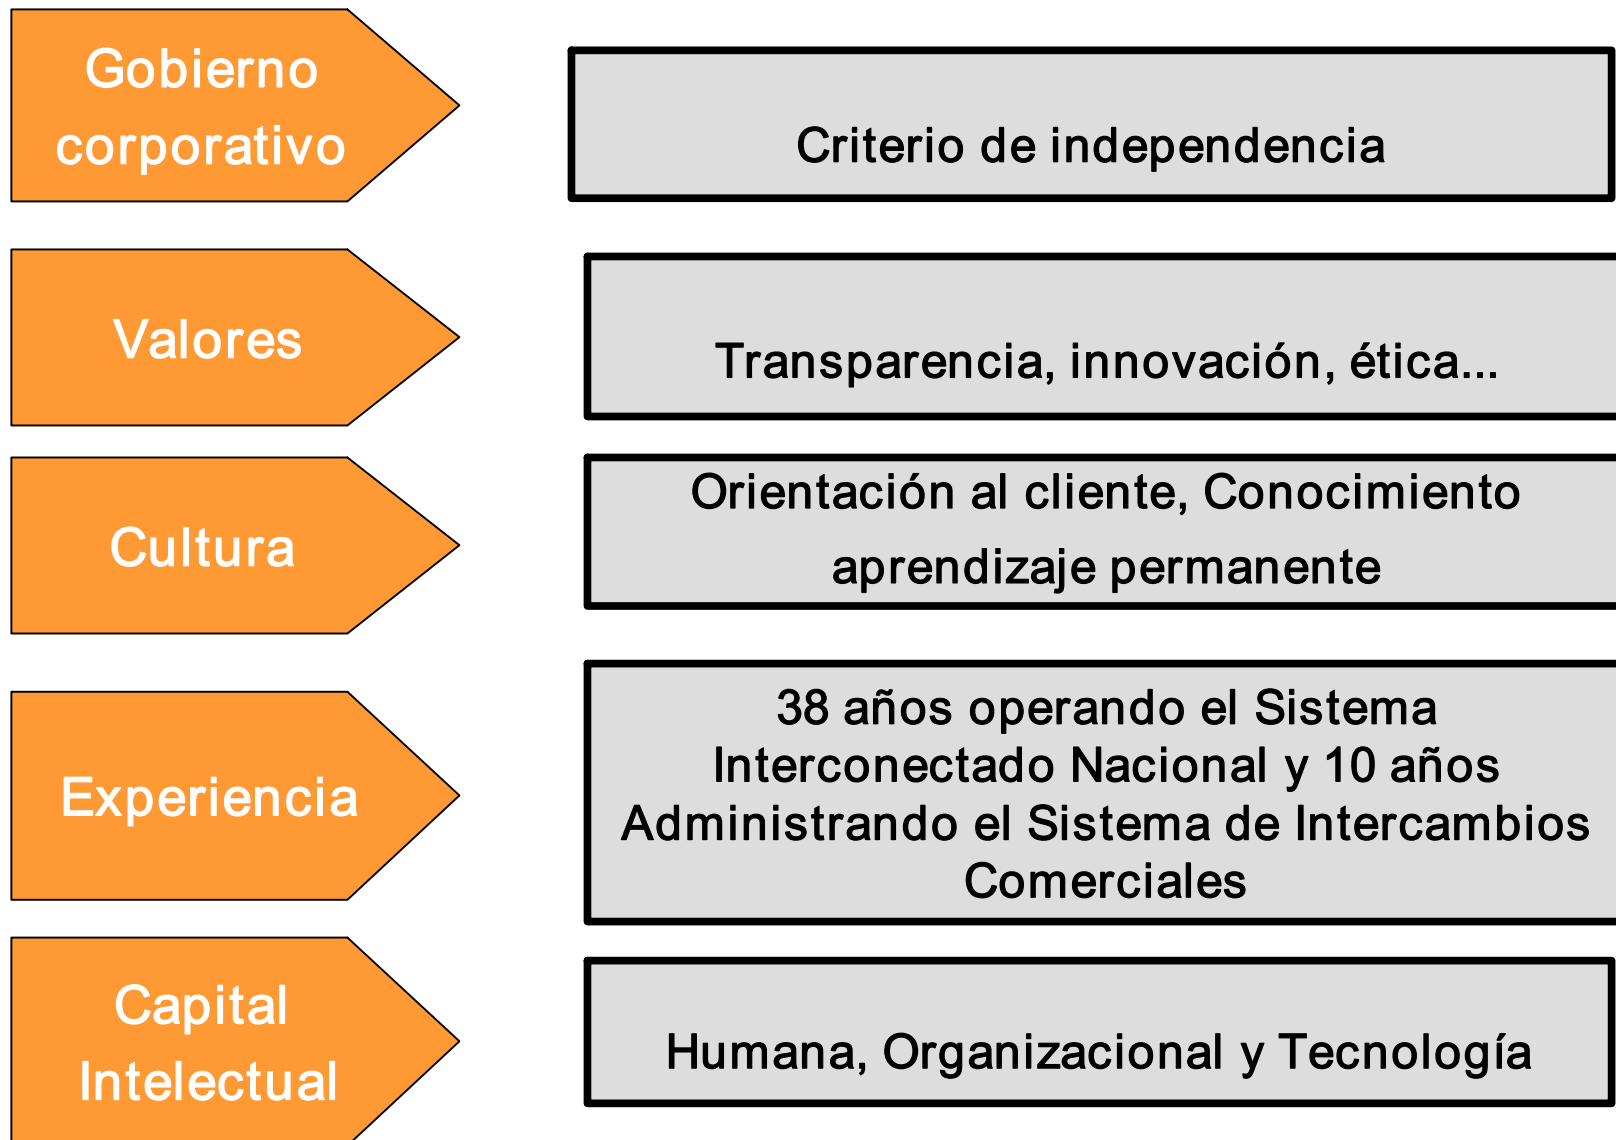 Gobierno
corporativo
Criterio de independencia
Valores
Transparencia, innovación, ética...
Cultura
Orientación al cliente, Conocimiento
aprendizaje permanente
Experiencia
38 años operando el Sistema
Interconectado Nacional y 10 años
Administrando el Sistema de Intercambios
Comerciales
Capital
Intelectual
Humana, Organizacional y Tecnología